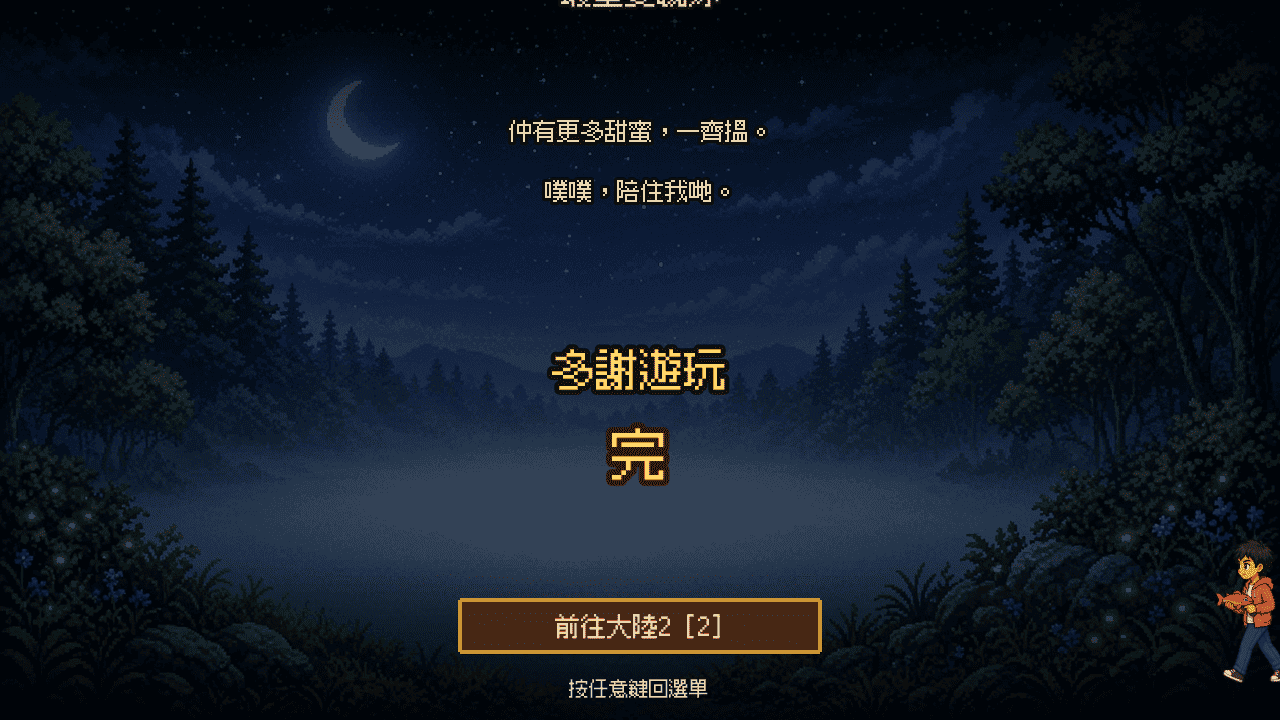 仲有更多甜蜜，一齊搵。
噗噗，陪住我哋。
多謝遊玩
完
前往大陸2 [2]
按任意鍵回選單